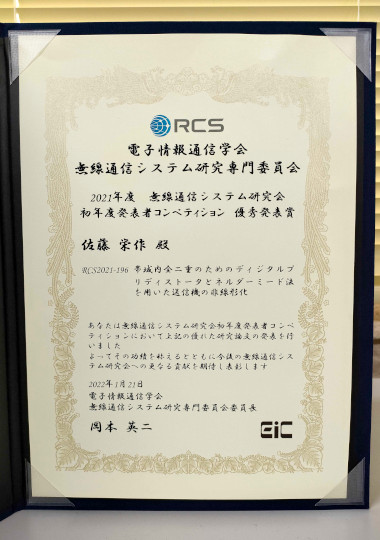 RCS
電子情報通信学会
無線通信システム研究専門委員会
2021年度　無線通信システム研究会
初年度発表者コンペティション　優秀発表賞
佐藤　栄作　殿
RCS2021-196　帯域内全二重のためのディジタルプ
リディストータとネルダーミード法
を用いた送信機の非線形化
あなたは無線通信システム研究会初年度発表者コンペ
ティションにおいて上記の優れた研究論文の発表を行
いました
よってその功績を称えるとともに今後の無線通信シス
テム研究会への更なる貢献を期待し表彰します
2022年1月21日
電子情報通信学会
無線通信システム研究専門委員会委員長
岡本　英二
EiC